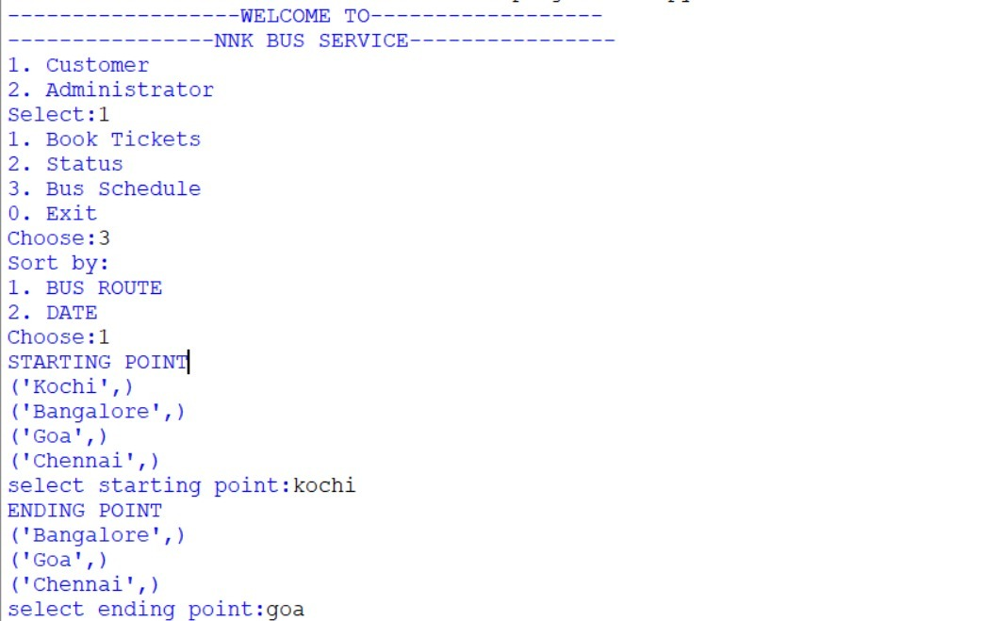 ------------------WELCOME TO------------------
----------------NNK BUS SERVICE----------------
1. Customer
2. Administrator
Select:1
1. Book Tickets
2. Status
3. Bus Schedule
0. Exit
Choose:3
Sort by:
1. BUS ROUTE
2. DATE
Choose:1
STARTING POINT
('Kochi',)
('Bangalore',)
('Goa',)
('Chennai',)
select starting point:kochi
ENDING POINT
('Bangalore',)
('Goa',)
('Chennai',)
select ending point:goa